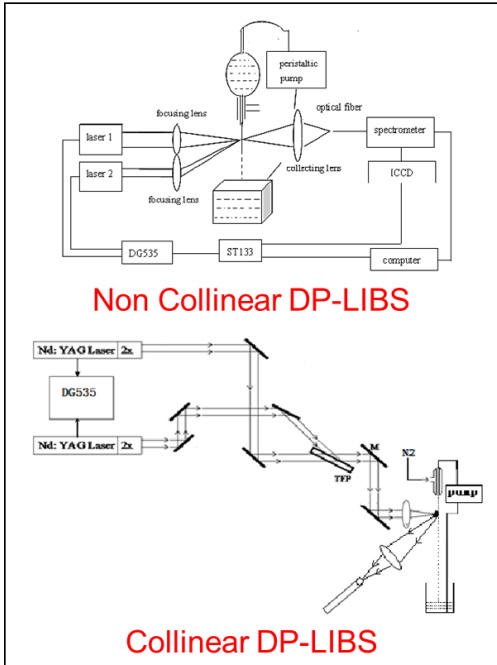 peristaltic
pump
focusing lens
optical fiber
laser 1
spectrometer
laser 2
ICCD
collecting lens
focusing lens
DG535
ST133
computer
Non Collinear DP-LIBS
Nd: YAG Laser 2x
DG535
Nd: YAG Laser 2x
M
N2
TFP
pump
Collinear DP-LIBS